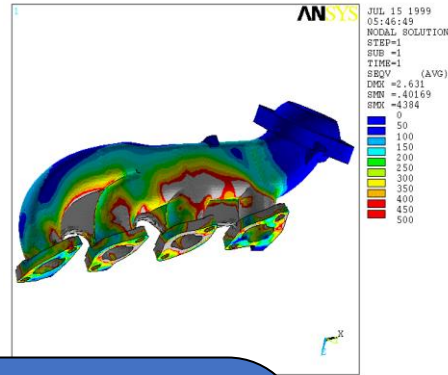 1
ANSYS
JUL 15 1999
05:46:49
NODAL SOLUTION
STEP=1
SUB =1
TIME=1
SEQV (AVG)
DMX =2.631
SMN =.40169
SMX =4384
0
50
100
150
200
250
300
350
400
450
500
X